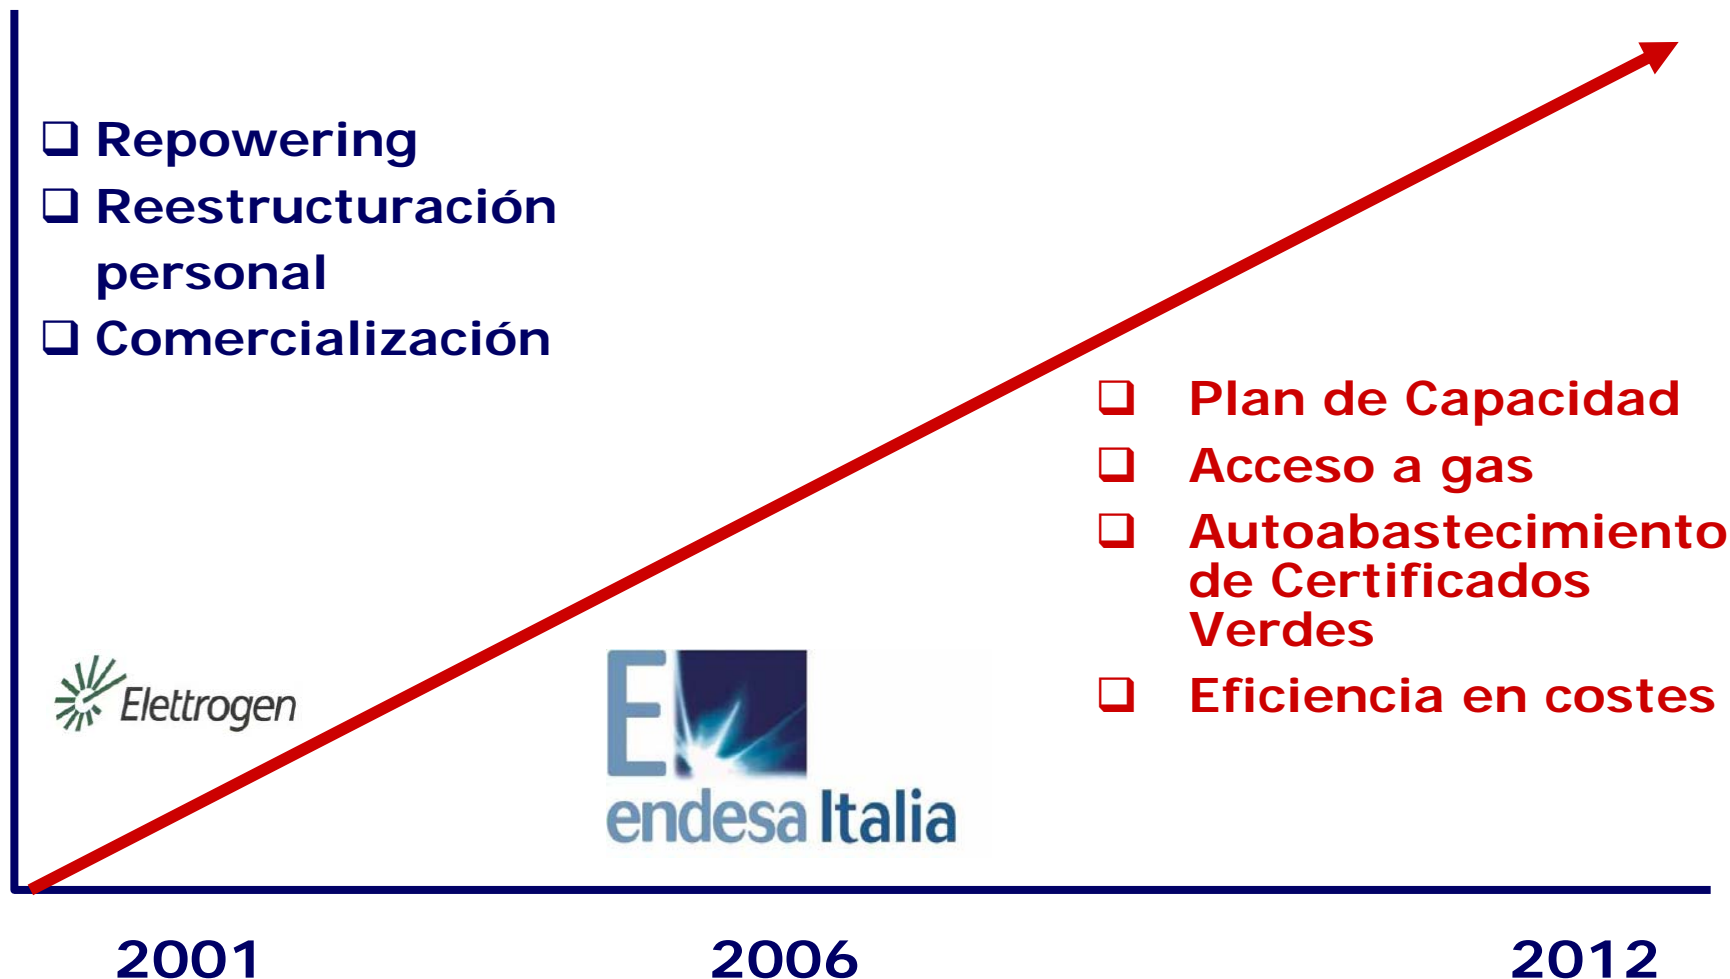 Repowering
Reestructuración
personal
Comercialización
Plan de Capacidad
Acceso a gas
Autoabastecimiento
de Certificados
Verdes
Eficiencia en costes
Elettrogen
E
endesa Italia
2001
2006
2012